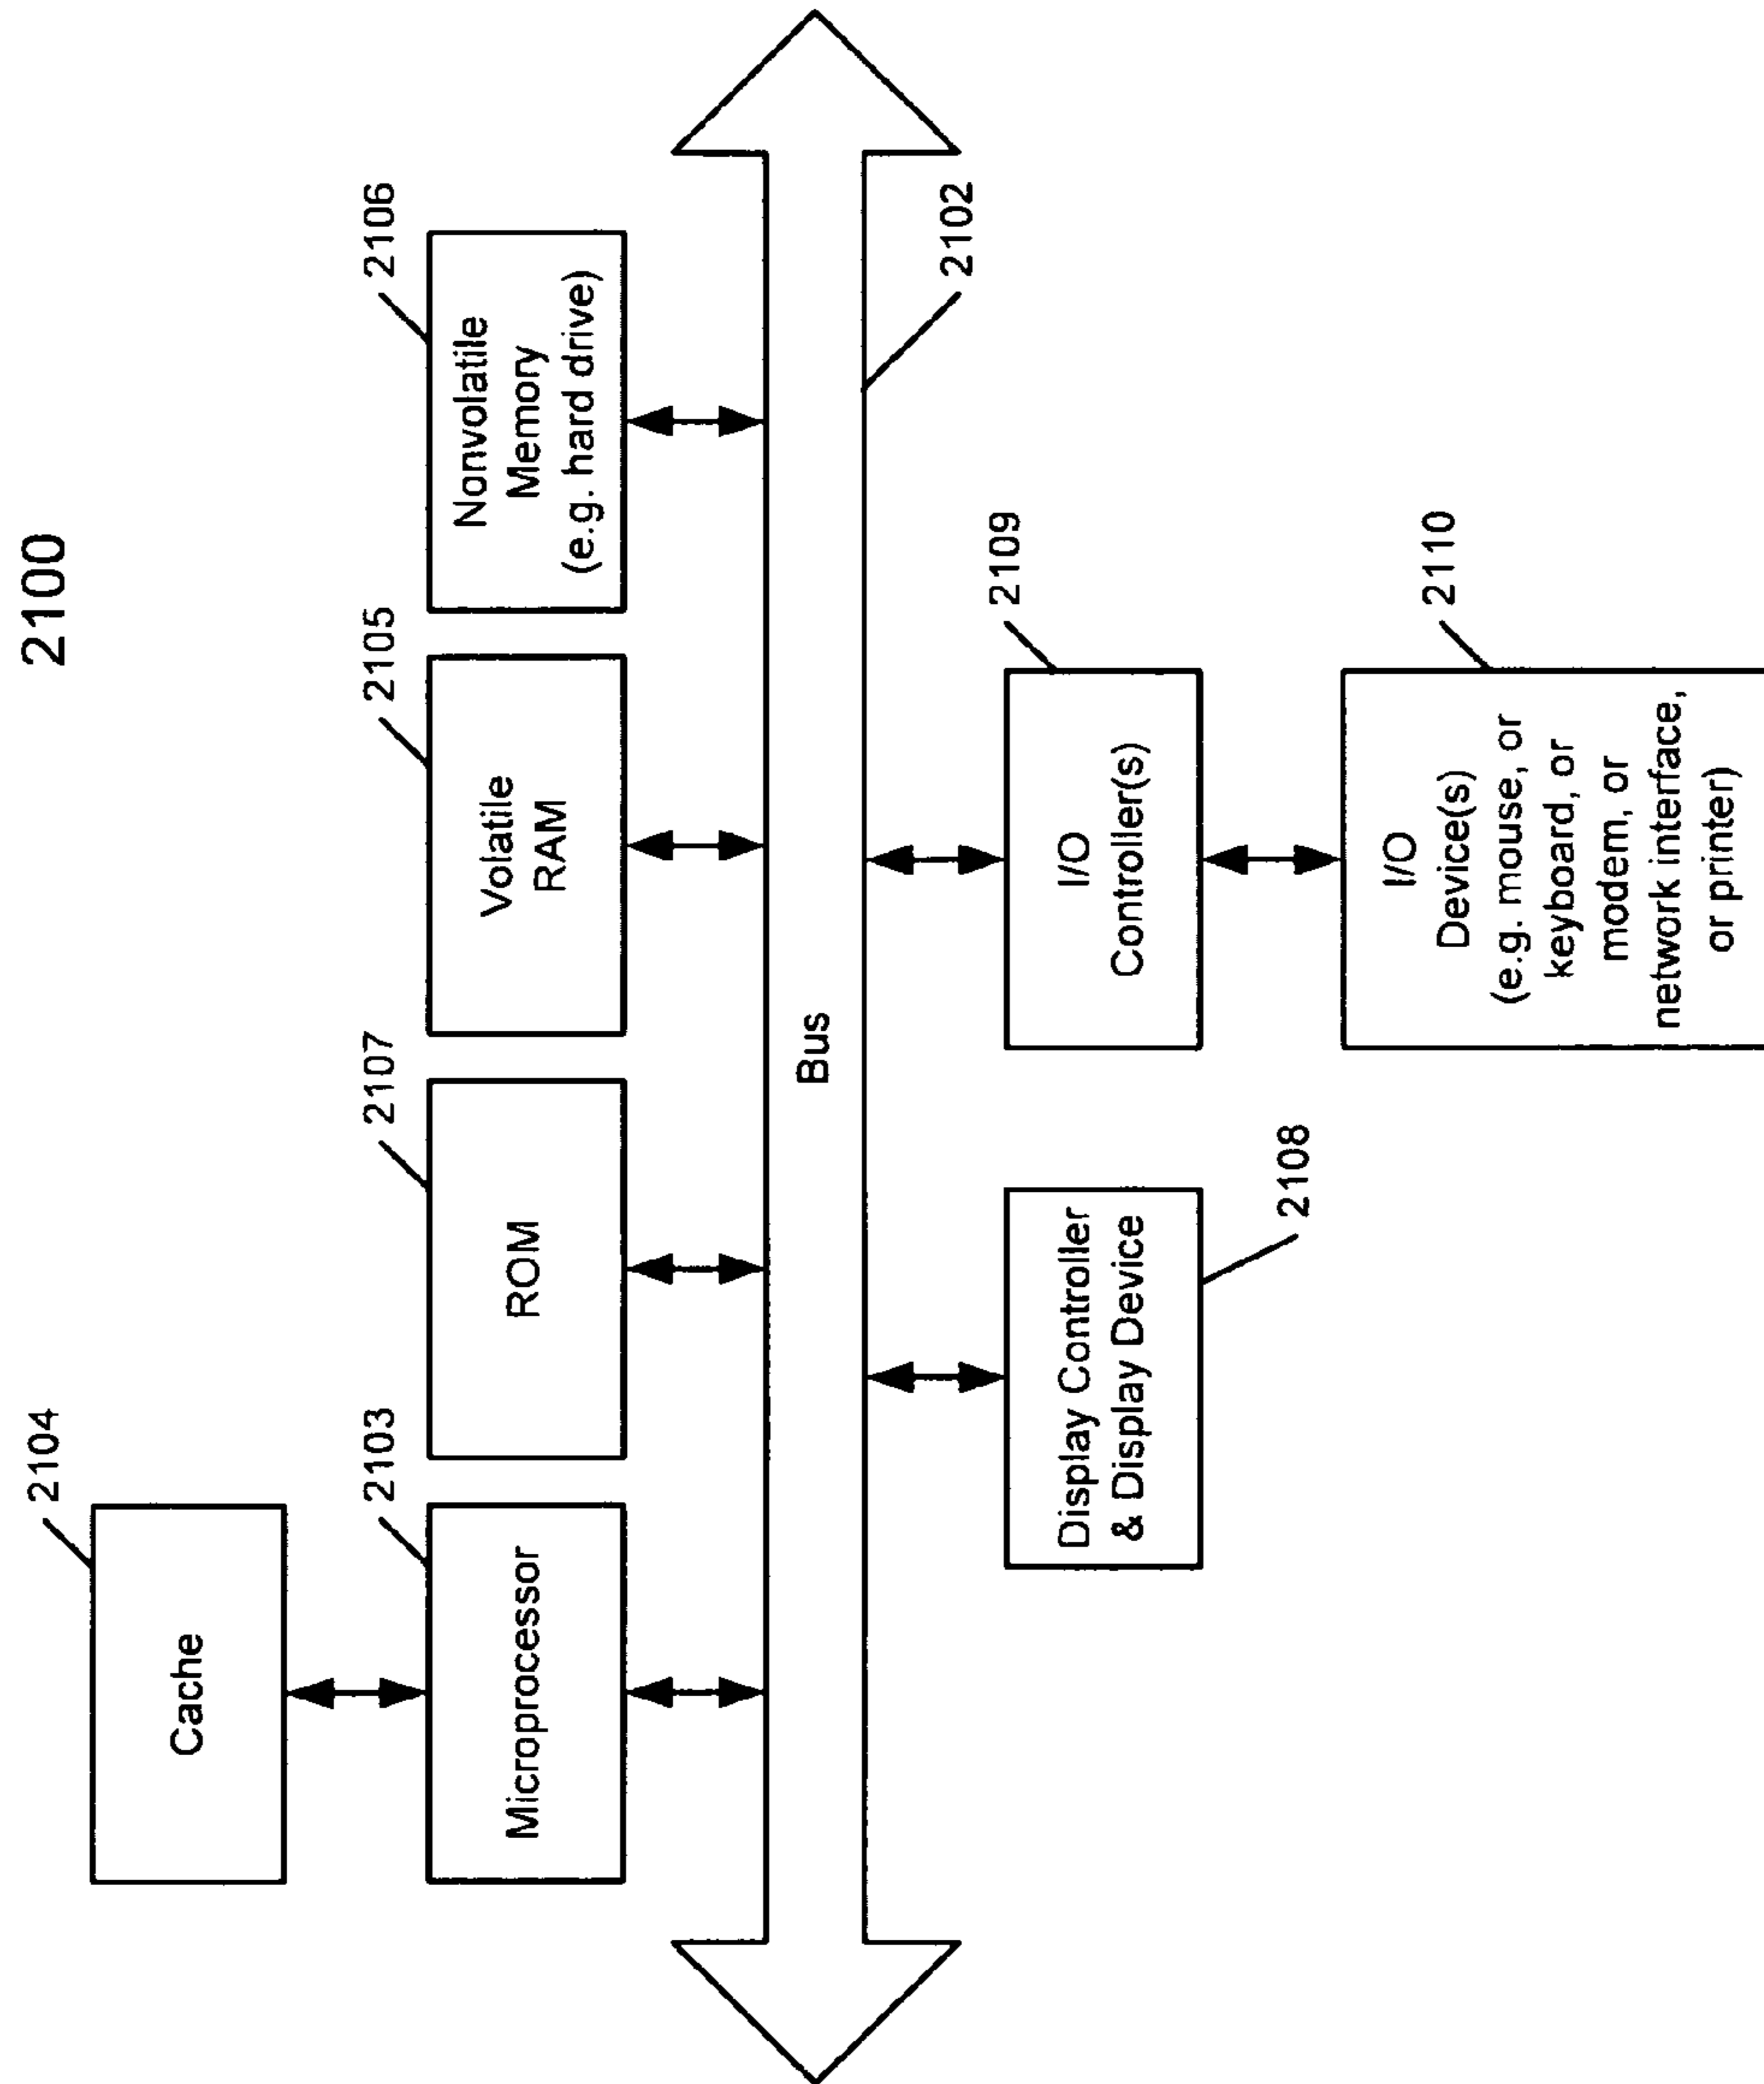 2100
2104
Cache
2103
Microprocessor
2107
ROM
2105
Volatile
RAM
2106
Nonvolatile
Memory
(e.g. hard drive)
Bus
2102
Display Controller
& Display Device
2108
2109
I/O
Controller(s)
2110
I/O
Device(s)
(e.g. mouse, or
keyboard, or
modem, or
network interface,
or printer)